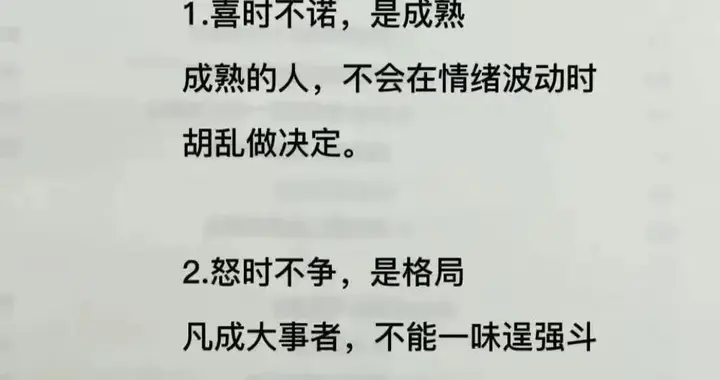 1.喜时不诺，是成熟
成熟的人，不会在情绪波动时
胡乱做决定。
2.怒时不争，是格局
凡成大事者，不能一味逞强斗